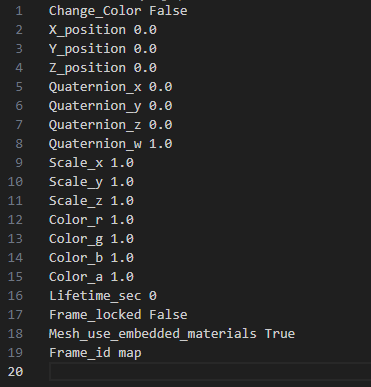 1 Change_Color False
2 X_position 0.0
3 Y_position 0.0
4 Z_position 0.0
5 Quaternion_x 0.0
6 Quaternion_y 0.0
7 Quaternion_z 0.0
8 Quaternion_w 1.0
9 Scale_x 1.0
10 Scale_y 1.0
11 Scale_z 1.0
12 Color_r 1.0
13 Color_g 1.0
14 Color_b 1.0
15 Color_a 1.0
16 Lifetime_sec 0
17 Frame_locked False
18 Mesh_use_embedded_materials True
19 Frame_id map
20